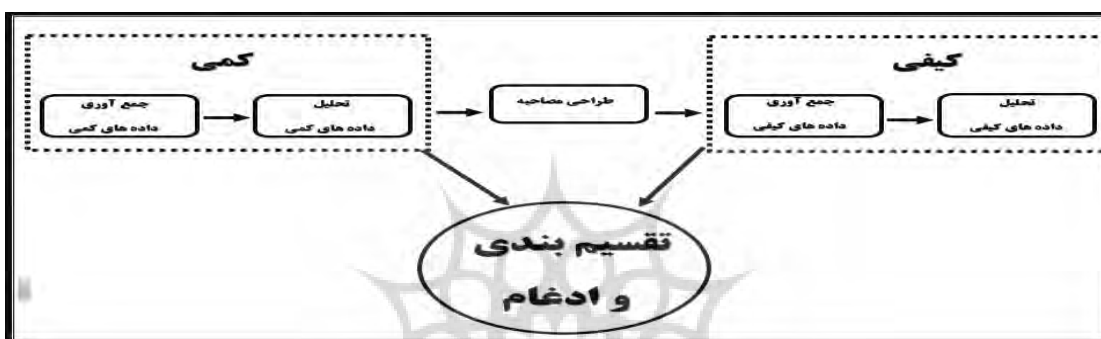 کمی
جمع آوری
داده های کمی
تحلیل
داده های کمی
طراحی مصاحبه
کیفی
جمع آوری
داده های کیفی
تحلیل
داده های کیفی
تقسیم بندی
و ادغام